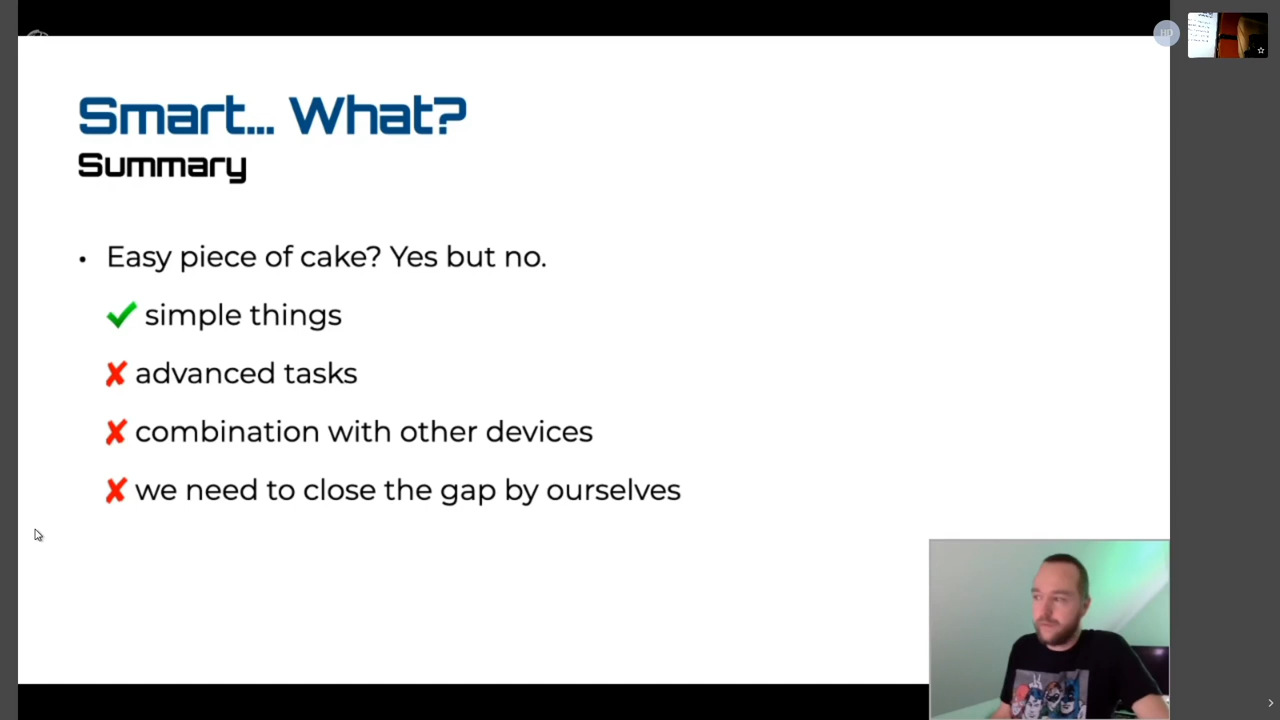 Smart... What?
Summary
• Easy piece of cake? Yes but no.
✔ simple things
✘ advanced tasks
✘ combination with other devices
✘ we need to close the gap by ourselves
HD